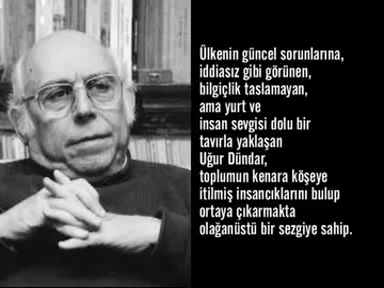 Ülkenin güncel sorunlarına,
iddiasız gibi görünen,
bilgiçlik taslamayan,
ama yurt ve
insan sevgisi dolu bir
tavırla yaklaşan
Uğur Dündar,
toplumun kenara köşeye
itilmiş insancıklarını bulup
ortaya çıkarmakta
olağanüstü bir sezgiye sahip.